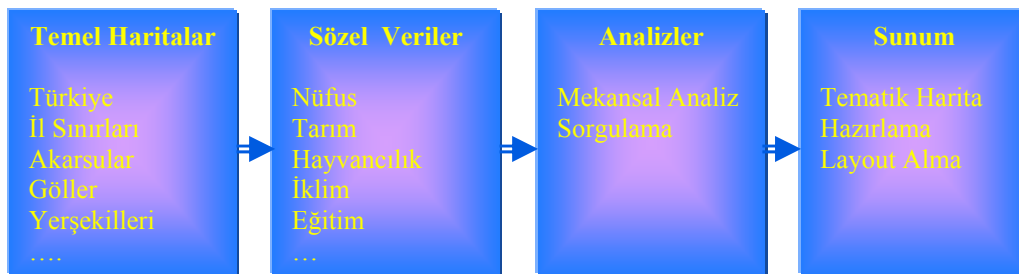 Temel Haritalar
Türkiye
İl Sınırları
Akarsular
Göller
Yerşekilleri
….
Sözel Veriler
Nüfus
Tarım
Hayvancılık
İklim
Eğitim
…
Analizler
Mekansal Analiz
Sorgulama
Sunum
Tematik Harita
Hazırlama
Layout Alma